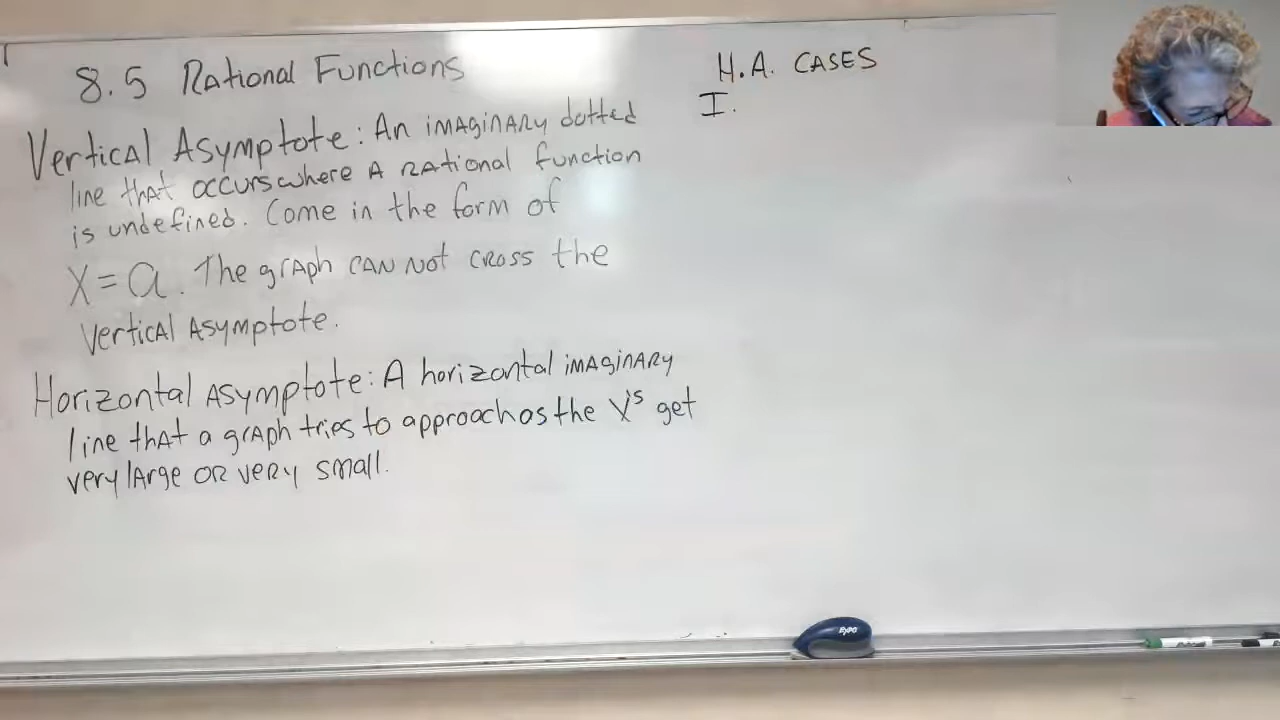 8.5 Rational Functions
Vertical Asymptote: An imaginary dotted
line that occurs where a rational function
is undefined. Come in the form of
X=a. The graph can not cross the
vertical asymptote.
Horizontal Asymptote: A horizontal imaginary
line that a graph tries to approach as the X's get
very large or very small.
H.A. CASES
I.
EXPO